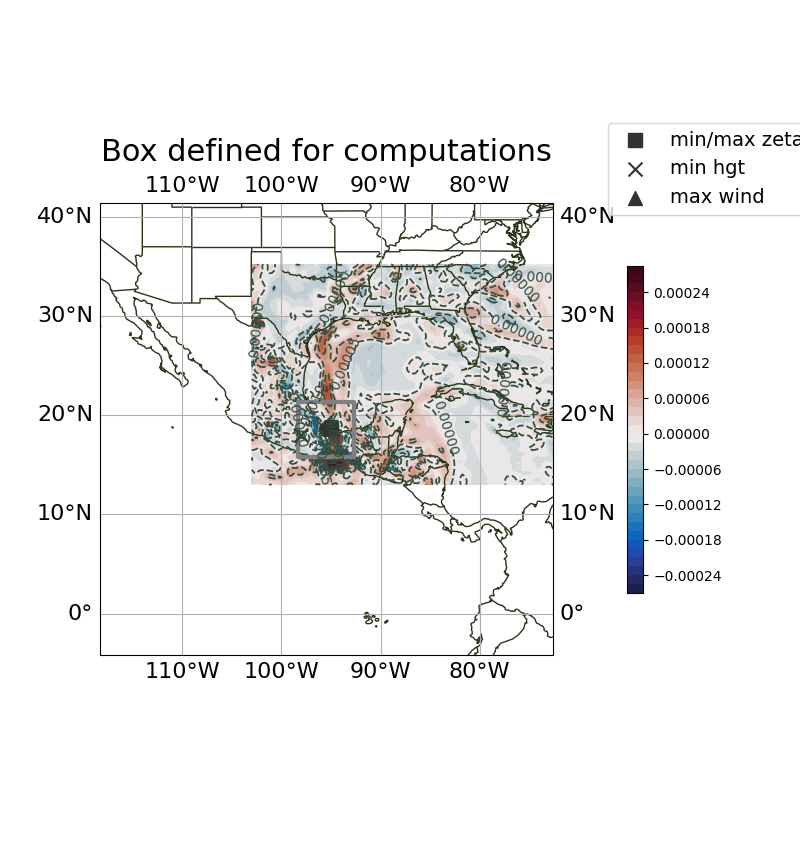 Box defined for computations
min/max zeta
min hgt
max wind
110°W 100°W 90°W 80°W
40°N 40°N
30°N 30°N
20°N 20°N
10°N 10°N
0° 0°
110°W 100°W 90°W 80°W
0.00024
0.00018
0.00012
0.00006
0.00000
−0.00006
−0.00012
−0.00018
−0.00024